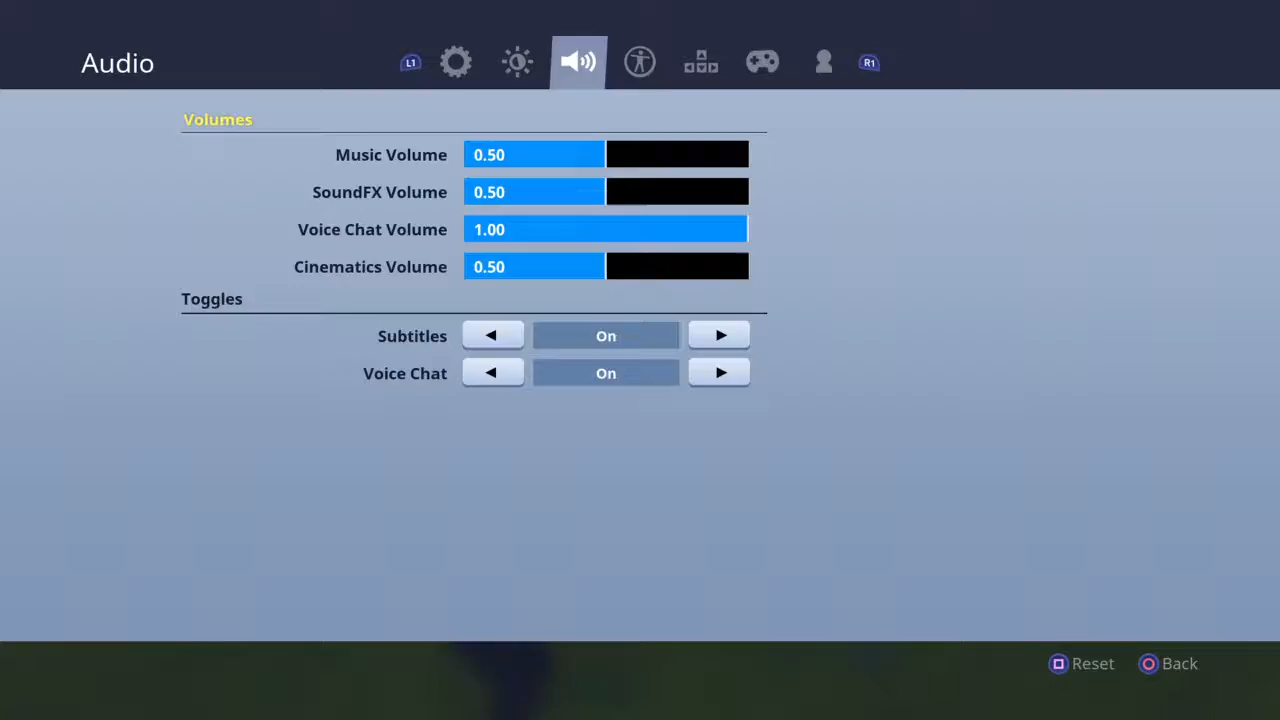 Audio
L1
R1
Volumes
Music Volume 0.50
SoundFX Volume 0.50
Voice Chat Volume 1.00
Cinematics Volume 0.50
Toggles
Subtitles On
Voice Chat On
Reset Back